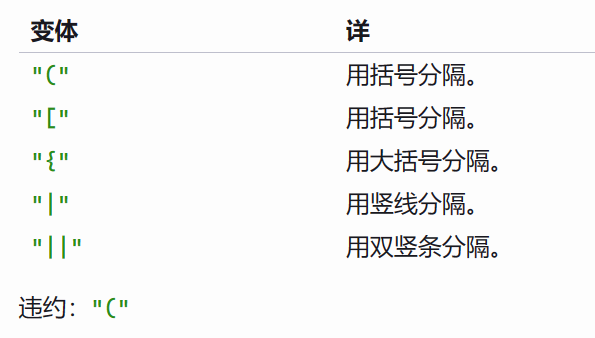 变体 详
"(" 用括号分隔。
"[" 用括号分隔。
"{" 用大括号分隔。
"|" 用竖线分隔。
"||" 用双竖条分隔。
违约："("